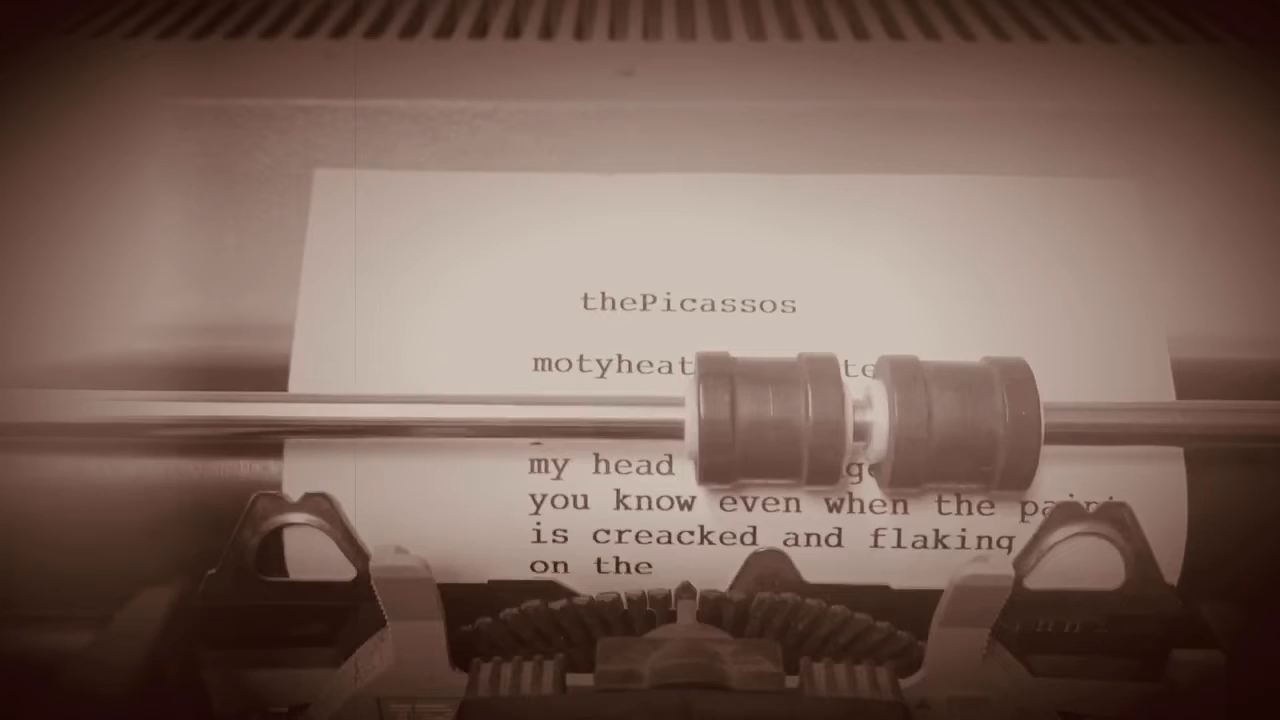 thePicassos
motyheat
my head
you know even when the
is creacked and flaking
on the